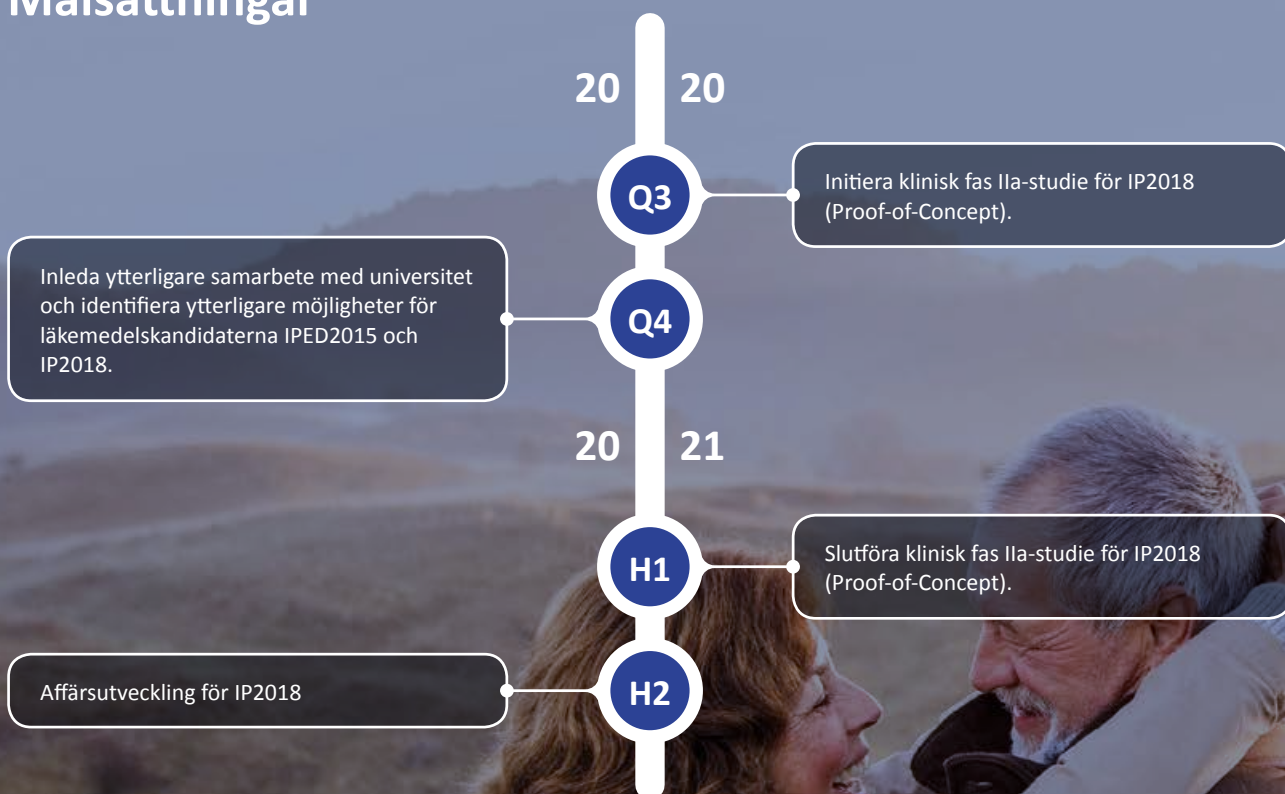 Målsättningar
20 20
Q3
Initiera klinisk fas IIa-studie för IP2018
(Proof-of-Concept).
Inleda ytterligare samarbete med universitet
och identifiera ytterligare möjligheter för
läkemedelskandidaterna IPED2015 och
IP2018.
Q4
20 21
H1
Slutföra klinisk fas IIa-studie för IP2018
(Proof-of-Concept).
Affärsutveckling för IP2018
H2